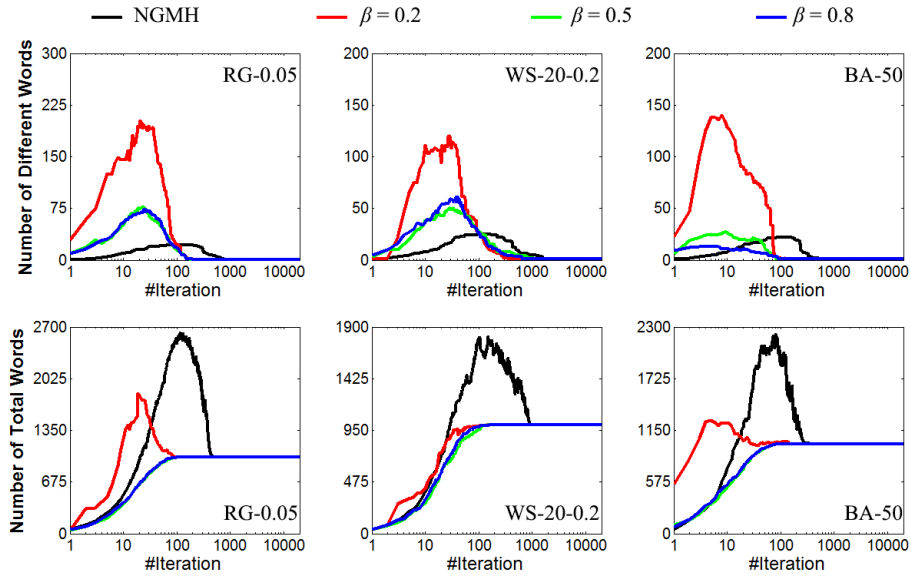 NGMH β = 0.2 β = 0.5 β = 0.8
Number of Different Words
300
225
150
75
0
RG-0.05
1 10 100 1000 10000
#Iteration
200
150
100
50
0
WS-20-0.2
1 10 100 1000 10000
#Iteration
200
150
100
50
0
BA-50
1 10 100 1000 10000
#Iteration
Number of Total Words
2700
2025
1350
675
0
RG-0.05
1 10 100 1000 10000
#Iteration
1900
1425
950
475
0
WS-20-0.2
1 10 100 1000 10000
#Iteration
2300
1725
1150
575
0
BA-50
1 10 100 1000 10000
#Iteration